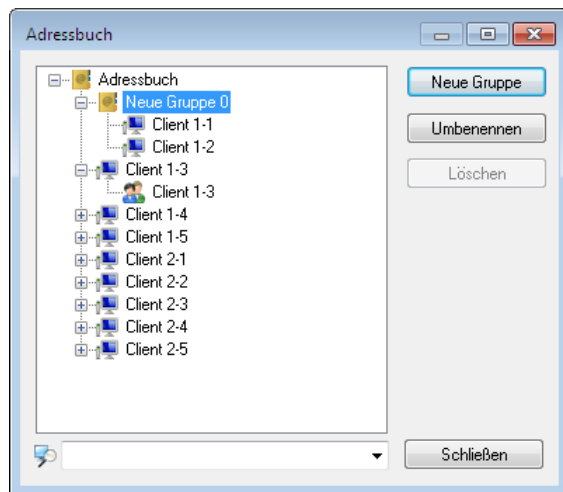 Adressbuch
Adressbuch
Neue Gruppe 0
Client 1-1
Client 1-2
Client 1-3
Client 1-3
Client 1-4
Client 1-5
Client 2-1
Client 2-2
Client 2-3
Client 2-4
Client 2-5
Neue Gruppe
Umbenennen
Löschen
Schließen